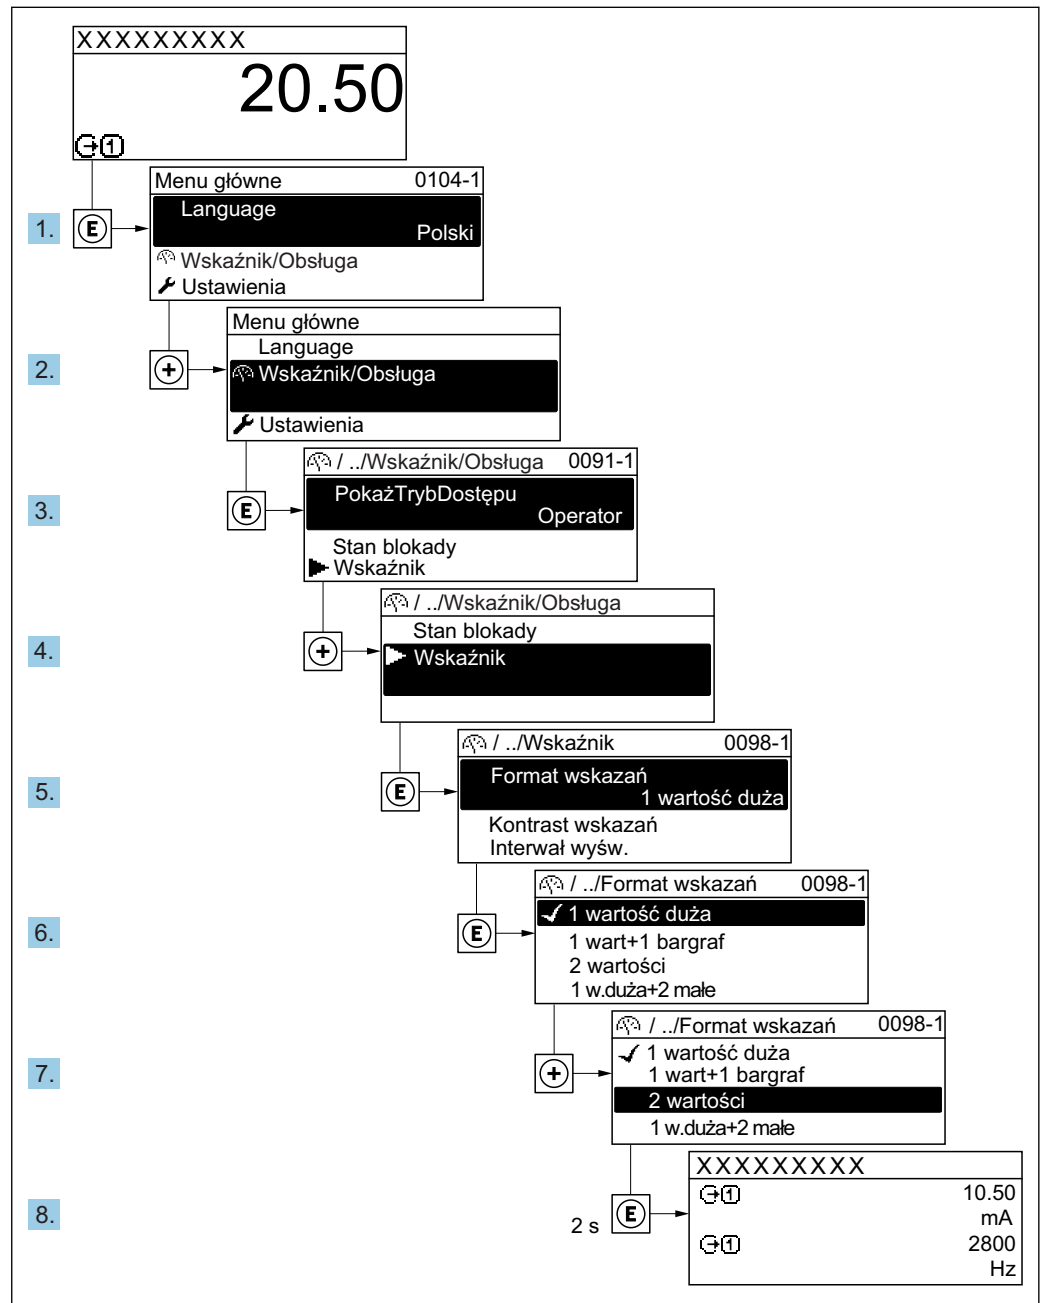 XXXXXXXXX
20.50
1
Menu główne 0104-1
Language
Polski
1. E
Wskaźnik/Obsługa
Ustawienia
Menu główne
Language
2. + Wskaźnik/Obsługa
Ustawienia
/ ../Wskaźnik/Obsługa 0091-1
PokażTrybDostępu
3. E Operator
Stan blokady
Wskaźnik
/ ../Wskaźnik/Obsługa
Stan blokady
4. + Wskaźnik
/ ../Wskaźnik 0098-1
Format wskazań
5. E 1 wartość duża
Kontrast wskazań
Interwał wyśw.
/ ../Format wskazań 0098-1
1 wartość duża
6. E 1 wart+1 bargraf
2 wartości
1 w.duża+2 małe
/ ../Format wskazań 0098-1
1 wartość duża
7. + 1 wart+1 bargraf
2 wartości
1 w.duża+2 małe
XXXXXXXXX
1 10.50
8. 2 s E mA
1 2800
Hz